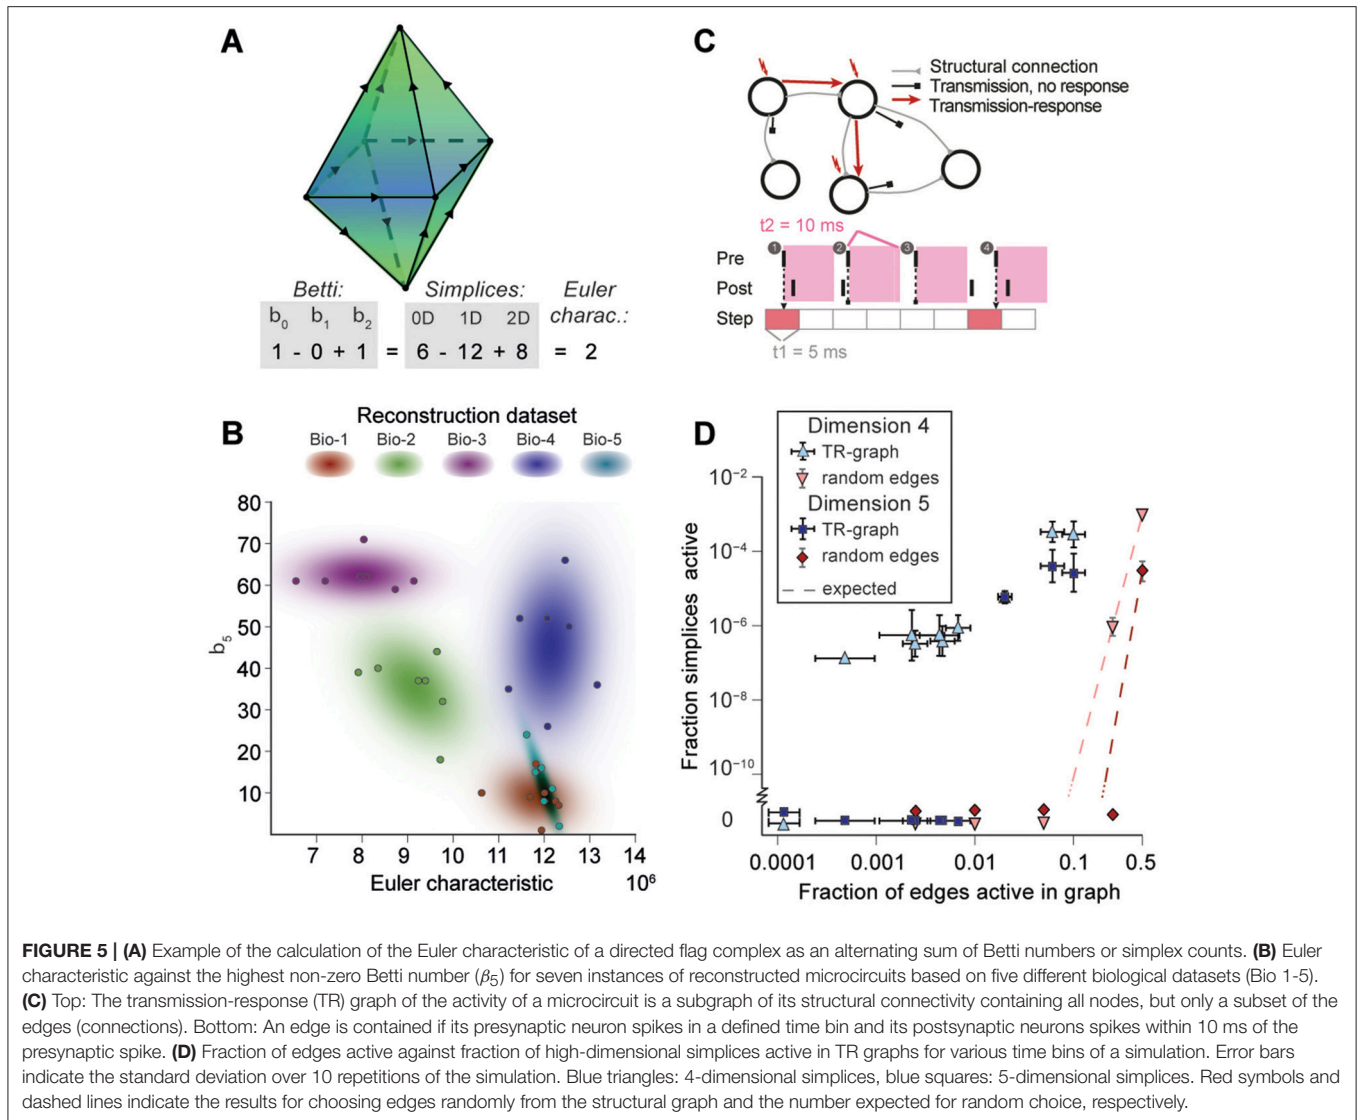 A
Betti:
Simplices:
Euler
charac.:
b0 b1 b2
0D 1D 2D
1 - 0 + 1 = 6 - 12 + 8 = 2
C
Structural connection
Transmission, no response
Transmission-response
t2 = 10 ms
1 2 3 4
Pre
Post
Step
t1 = 5 ms
B
Reconstruction dataset
Bio-1 Bio-2 Bio-3 Bio-4 Bio-5
b5
80
70
60
50
40
30
20
10
7 8 9 10 11 12 13 14
Euler characteristic 10^6
D
Dimension 4
TR-graph
random edges
Dimension 5
TR-graph
random edges
expected
Fraction simplices active
10^-2
10^-4
10^-6
10^-8
10^-10
0
0.0001 0.001 0.01 0.1 0.5
Fraction of edges active in graph
FIGURE 5 | (A) Example of the calculation of the Euler characteristic of a directed flag complex as an alternating sum of Betti numbers or simplex counts. (B) Euler
characteristic against the highest non-zero Betti number (β5) for seven instances of reconstructed microcircuits based on five different biological datasets (Bio 1-5).
(C) Top: The transmission-response (TR) graph of the activity of a microcircuit is a subgraph of its structural connectivity containing all nodes, but only a subset of the
edges (connections). Bottom: An edge is contained if its presynaptic neuron spikes in a defined time bin and its postsynaptic neurons spikes within 10 ms of the
presynaptic spike. (D) Fraction of edges active against fraction of high-dimensional simplices active in TR graphs for various time bins of a simulation. Error bars
indicate the standard deviation over 10 repetitions of the simulation. Blue triangles: 4-dimensional simplices, blue squares: 5-dimensional simplices. Red symbols and
dashed lines indicate the results for choosing edges randomly from the structural graph and the number expected for random choice, respectively.